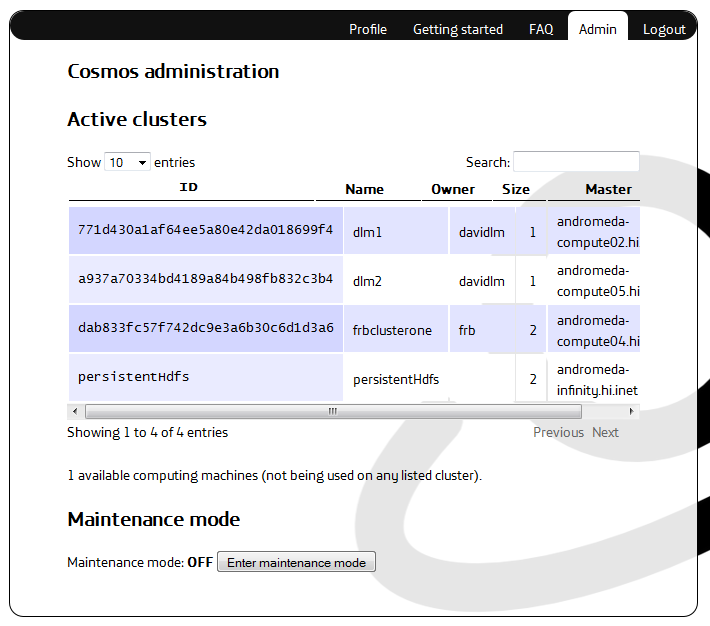 Profile Getting started FAQ Admin Logout
Cosmos administration
Active clusters
Show 10 entries Search:
ID Name Owner Size Master
771d430a1af64ee5a80e42da018699f4 dlm1 davidlm 1 andromeda-
compute02.hi
a937a70334bd4189a84b498fb832c3b4 dlm2 davidlm 1 andromeda-
compute05.hi
dab833fc57f742dc9e3a6b30c6d1d3a6 frbclusterone frb 2 andromeda-
compute04.hi
persistentHdfs persistentHdfs 2 andromeda-
infinity.hi.inet
Showing 1 to 4 of 4 entries Previous Next
1 available computing machines (not being used on any listed cluster).
Maintenance mode
Maintenance mode: OFF Enter maintenance mode